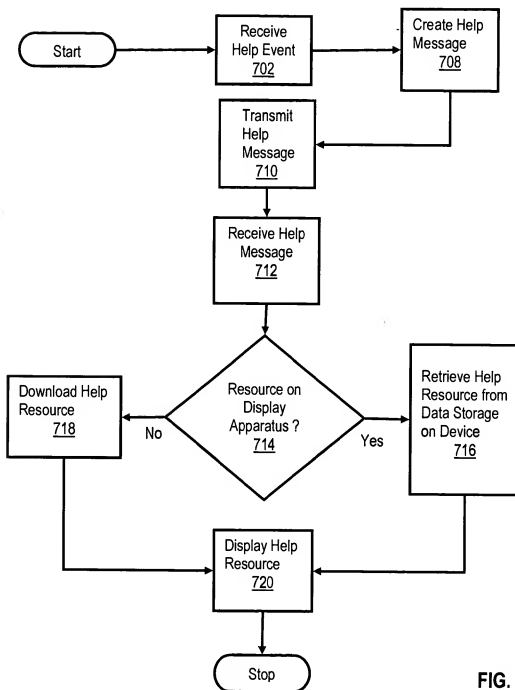 Start
Receive
Help Event
702
Create Help
Message
708
Transmit
Help
Message
710
Receive Help
Message
712
Resource on
Display
Apparatus ?
714
Download Help
Resource
718
No
Yes
Retrieve Help
Resource from
Data Storage
on Device
716
Display Help
Resource
720
Stop
FIG.